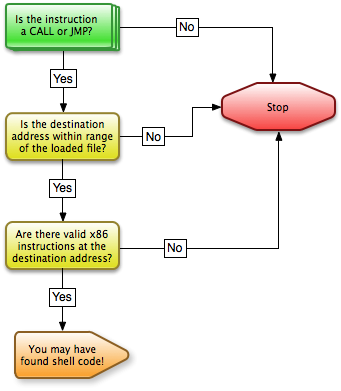 Is the instruction
a CALL or JMP?
No
Yes
Is the destination
address within range
of the loaded file?
No
Stop
Yes
Are there valid x86
instructions at the
destination address?
No
Yes
You may have
found shell code!